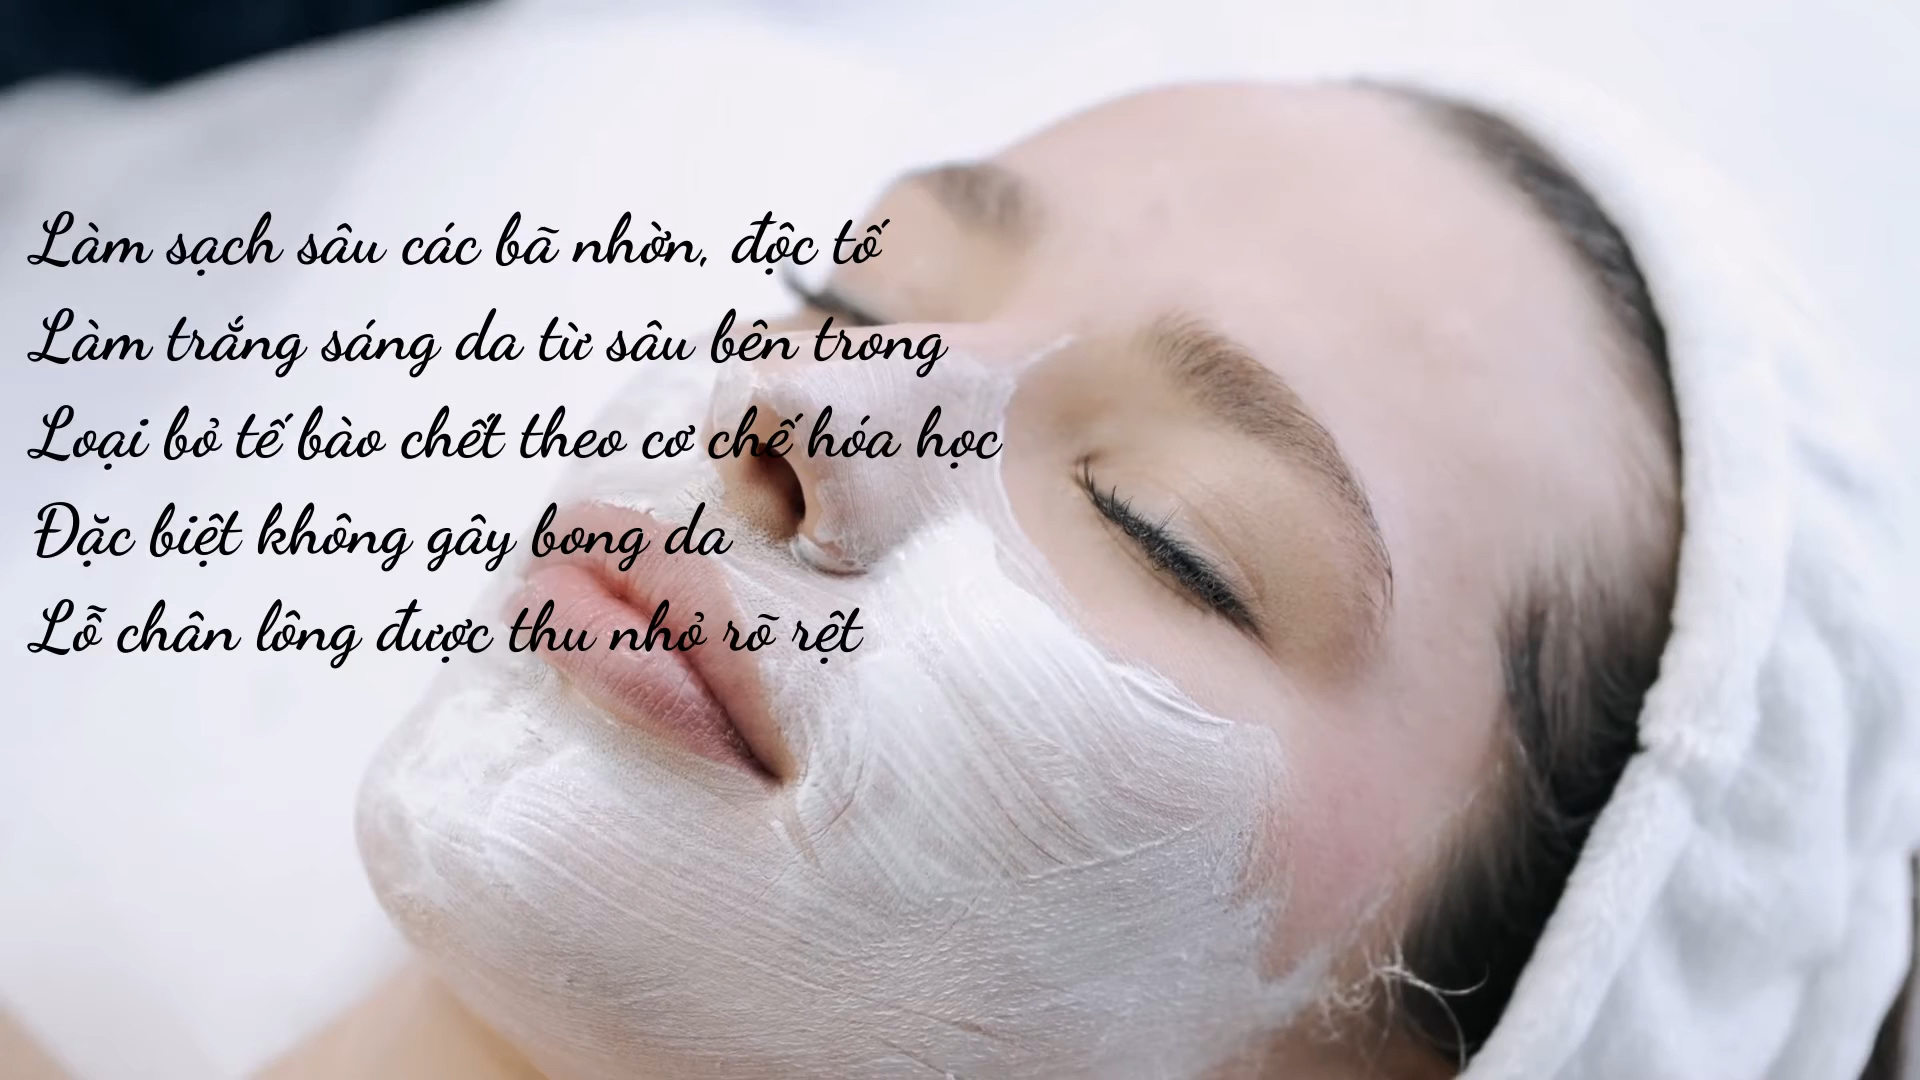 Làm sạch sâu các bã nhờn, độc tố
Làm trắng sáng da từ sâu bên trong
Loại bỏ tế bào chết theo cơ chế hóa học
Đặc biệt không gây bong da
Lỗ chân lông được thu nhỏ rõ rệt